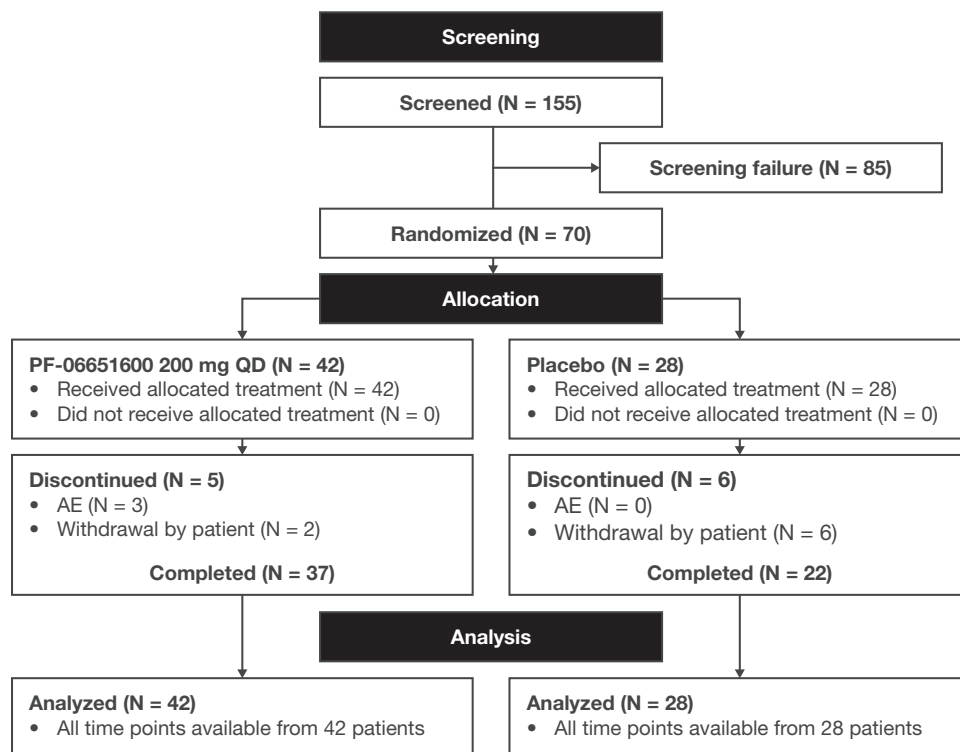 Screening
Screened (N = 155)
Screening failure (N = 85)
Randomized (N = 70)
Allocation
PF-06651600 200 mg QD (N = 42)
• Received allocated treatment (N = 42)
• Did not receive allocated treatment (N = 0)
Placebo (N = 28)
• Received allocated treatment (N = 28)
• Did not receive allocated treatment (N = 0)
Discontinued (N = 5)
• AE (N = 3)
• Withdrawal by patient (N = 2)
Completed (N = 37)
Discontinued (N = 6)
• AE (N = 0)
• Withdrawal by patient (N = 6)
Completed (N = 22)
Analysis
Analyzed (N = 42)
• All time points available from 42 patients
Analyzed (N = 28)
• All time points available from 28 patients